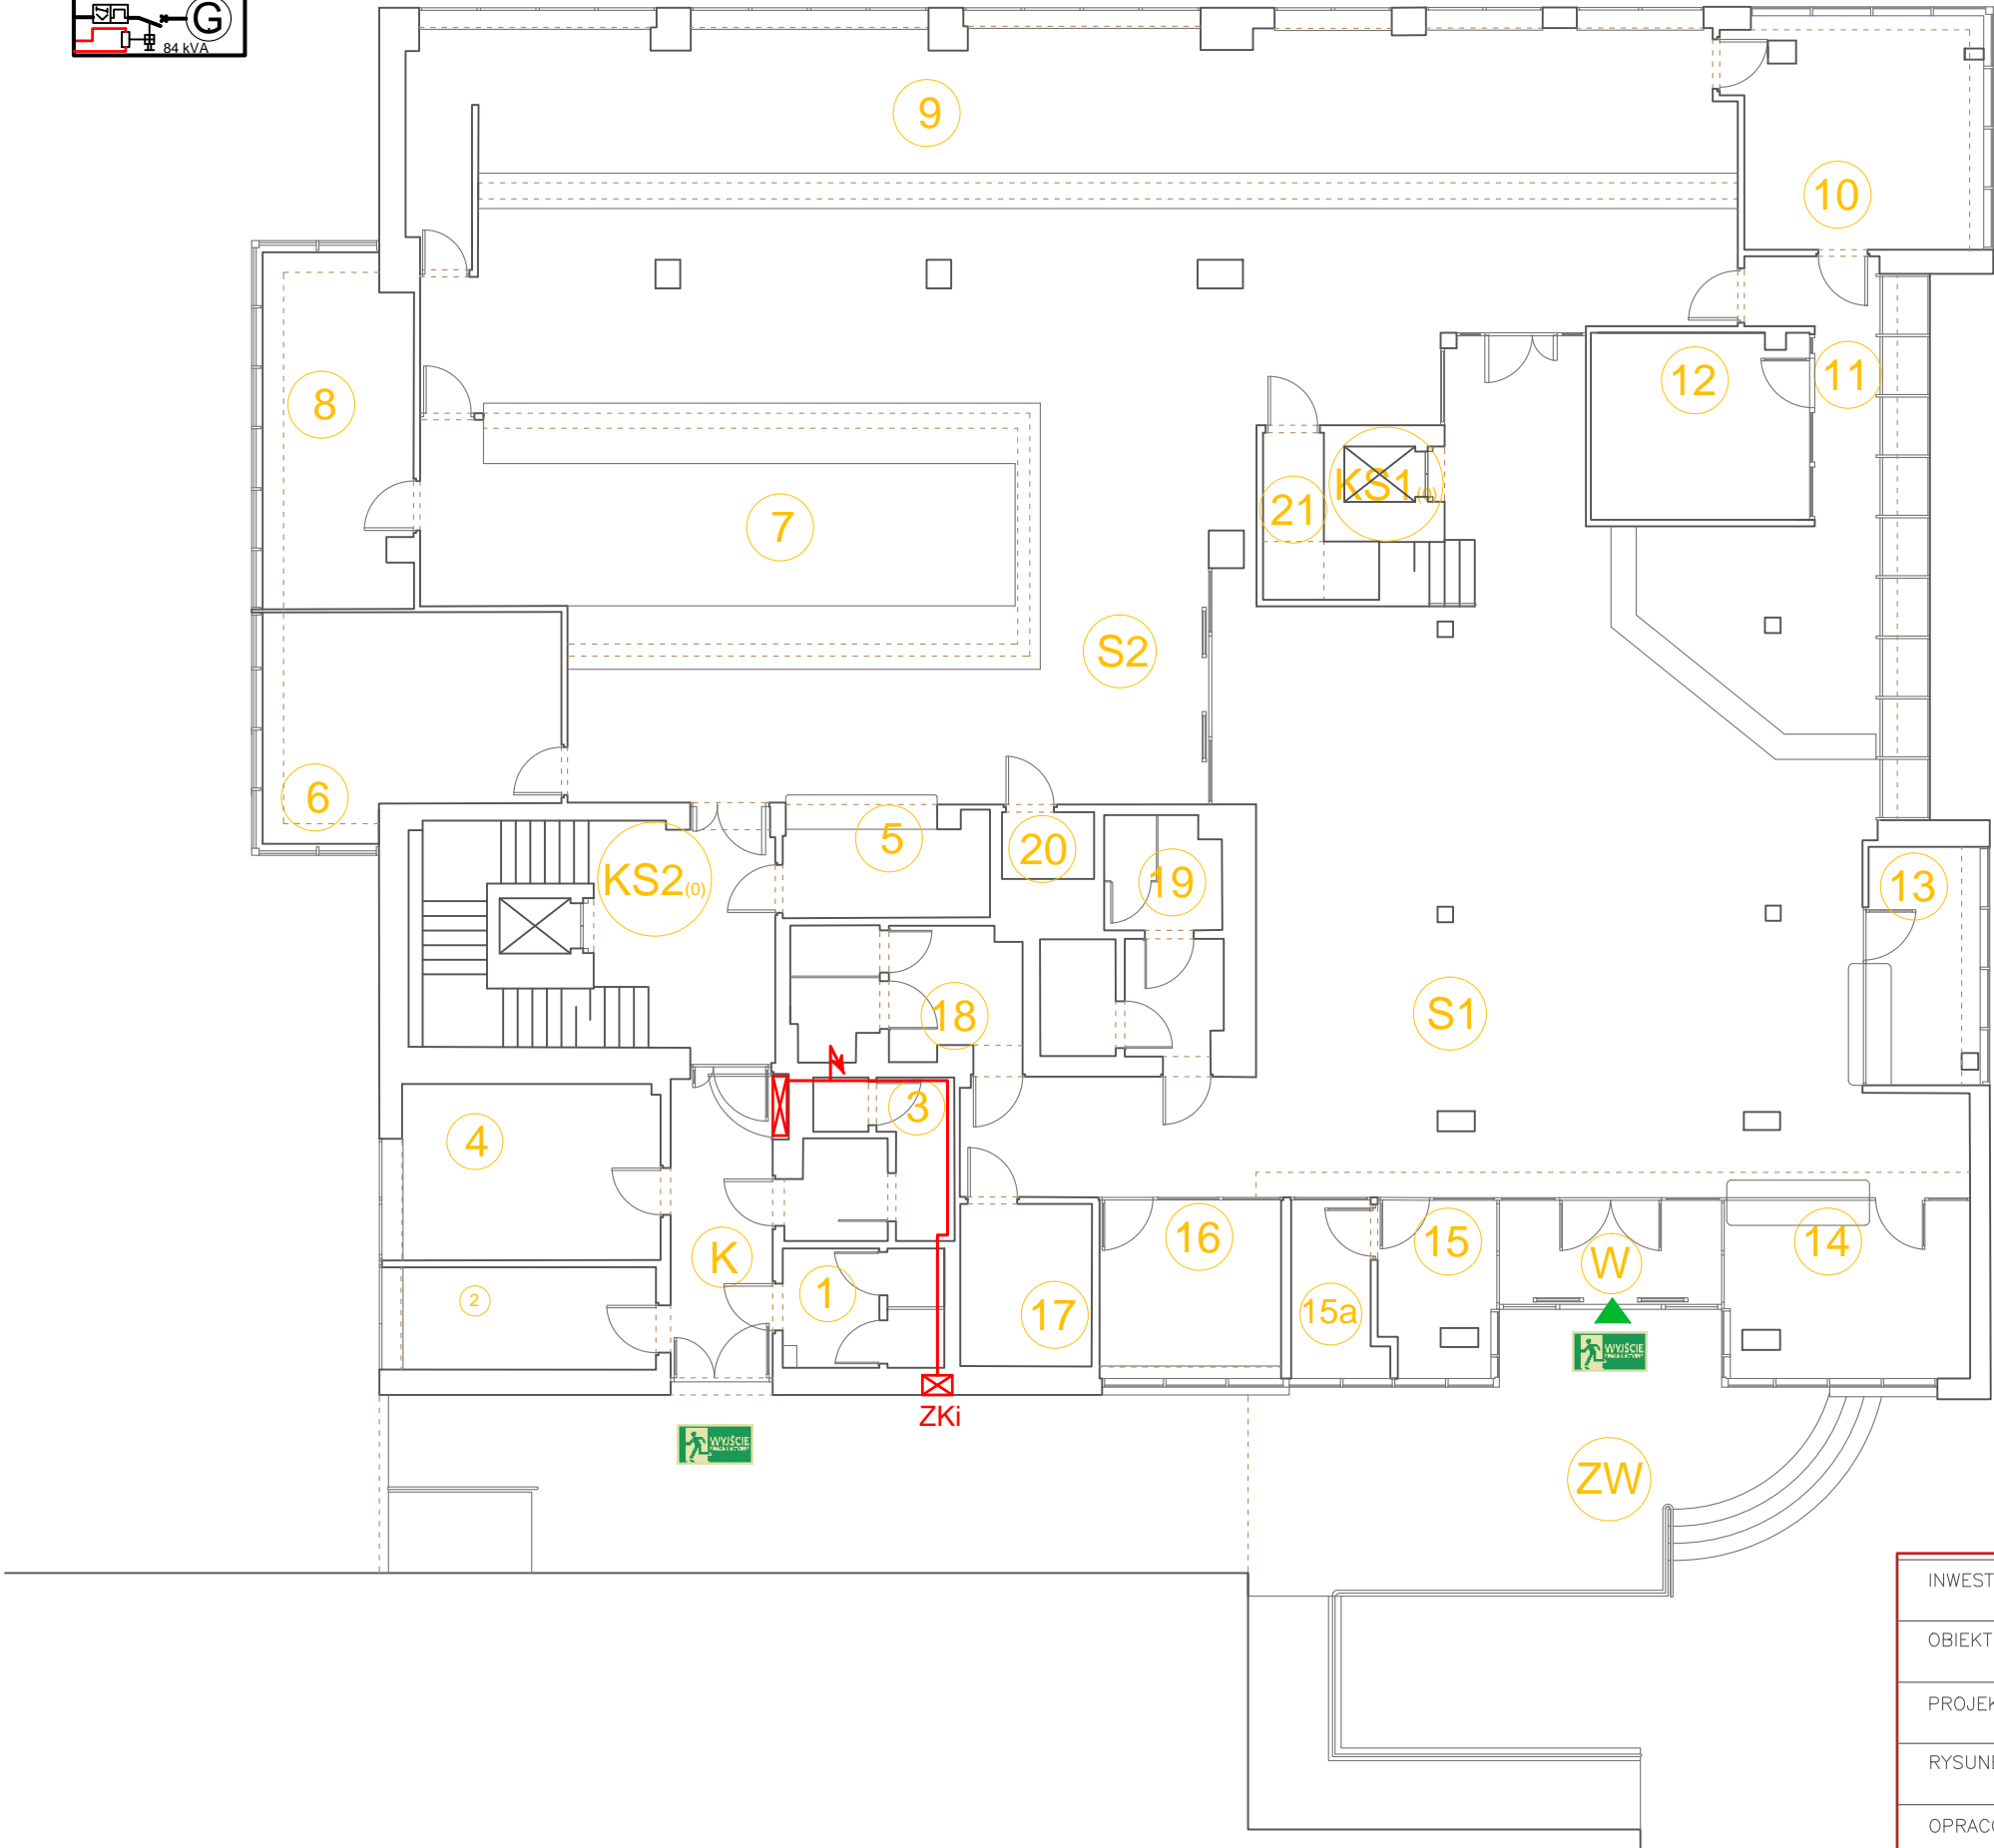 G
84 kVA
9
10
8
12
11
7
KS1(0)
21
S2
6
5
20
KS2(0)
19
13
18
S1
3
4
K
16
15
W
14
2
1
17
15a
WYJŚCIE
ZKi
WYJŚCIE
ZW
INWEST
OBIEKT
PROJEK
RYSUNE
OPRACO